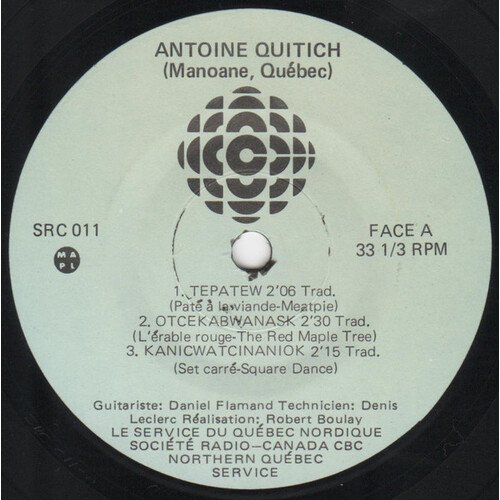 ANTOINE QUITICH
(Manoane, Québec)
SRC 011
FACE A
M A
P L
33 1/3 RPM
1. TEPATEW 2'06 Trad.
(Paté à la viande-Meatpie)
2. OTCEKABWANASK 2'30 Trad.
(L'érable rouge-The Red Maple Tree)
3. KANICWATCINANIOK 2'15 Trad.
(Set carré-Square Dance)
Guitariste: Daniel Flamand Technicien: Denis
Leclerc Réalisation: Robert Boulay
LE SERVICE DU QUÉBEC NORDIQUE
SOCIÉTÉ RADIO-CANADA CBC
NORTHERN QUÉBEC
SERVICE